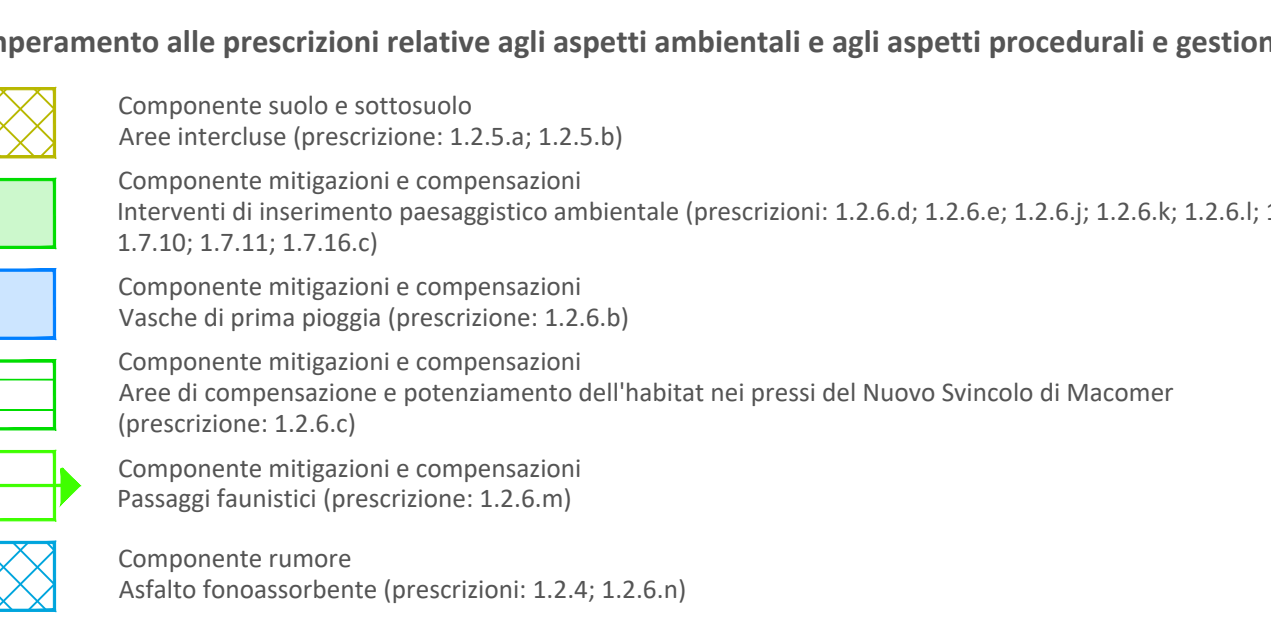 mperamento alle prescrizioni relative agli aspetti ambientali e agli aspetti procedurali e gestion
Componente suolo e sottosuolo
Aree intercluse (prescrizione: 1.2.5.a; 1.2.5.b)
Componente mitigazioni e compensazioni
Interventi di inserimento paesaggistico ambientale (prescrizioni: 1.2.6.d; 1.2.6.e; 1.2.6.j; 1.2.6.k; 1.2.6.l; 1
1.7.10; 1.7.11; 1.7.16.c)
Componente mitigazioni e compensazioni
Vasche di prima pioggia (prescrizione: 1.2.6.b)
Componente mitigazioni e compensazioni
Aree di compensazione e potenziamento dell'habitat nei pressi del Nuovo Svincolo di Macomer
(prescrizione: 1.2.6.c)
Componente mitigazioni e compensazioni
Passaggi faunistici (prescrizione: 1.2.6.m)
Componente rumore
Asfalto fonoassorbente (prescrizioni: 1.2.4; 1.2.6.n)